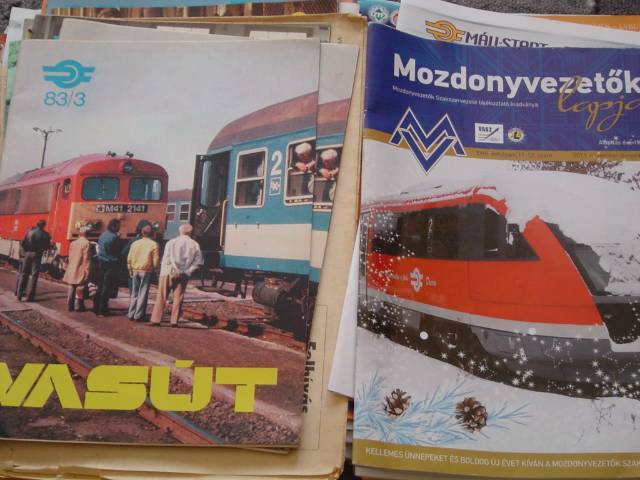 83/3
M41 2141
2
VASÚT
Felhívás
MÁV-START
Mozdonyvezetők
Lapja
Mozdonyvezetők Szakszervezete tájékoztató kiadványa
KELLEMES ÜNNEPEKET ÉS BOLDOG ÚJ ÉVET KÍVÁN A MOZDONYVEZETŐK SZAK